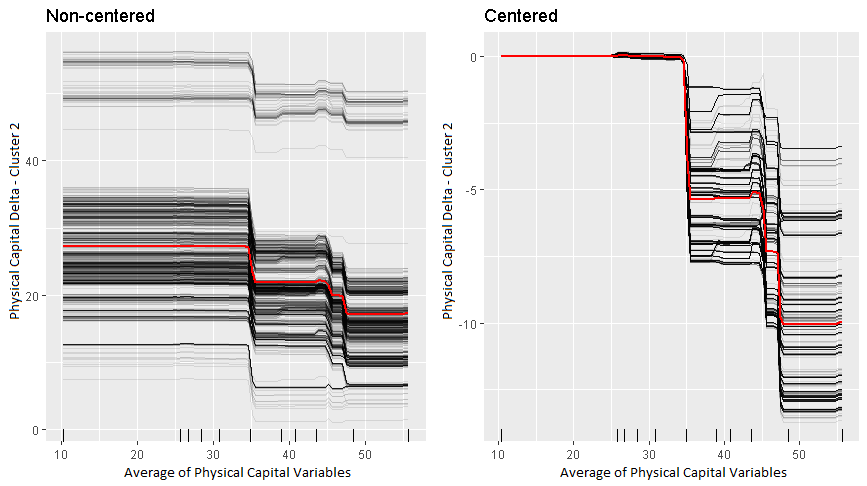 Non-centered
Physical Capital Delta - Cluster 2
40
20
0
10
20
30
40
50
Average of Physical Capital Variables
Centered
Physical Capital Delta - Cluster 2
0
-5
-10
10
20
30
40
50
Average of Physical Capital Variables